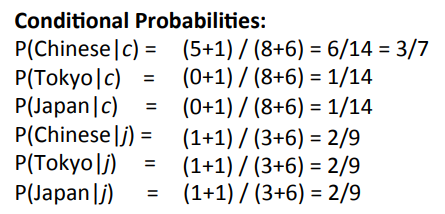 Conditional Probabilities:
P(Chinese|c) = (5+1) / (8+6) = 6/14 = 3/7
P(Tokyo|c) = (0+1) / (8+6) = 1/14
P(Japan|c) = (0+1) / (8+6) = 1/14
P(Chinese|j) = (1+1) / (3+6) = 2/9
P(Tokyo|j) = (1+1) / (3+6) = 2/9
P(Japan|j) = (1+1) / (3+6) = 2/9